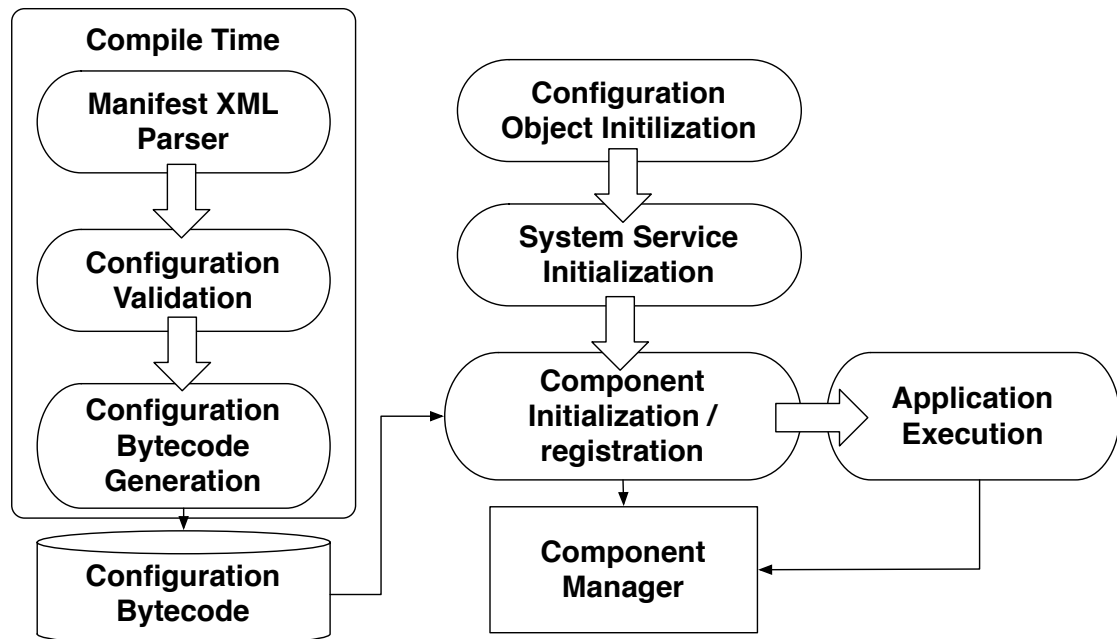 Compile Time
Manifest XML
Parser
Configuration
Validation
Configuration
Bytecode
Generation
Configuration
Bytecode
Configuration
Object Initilization
System Service
Initialization
Component
Initialization /
registration
Application
Execution
Component
Manager